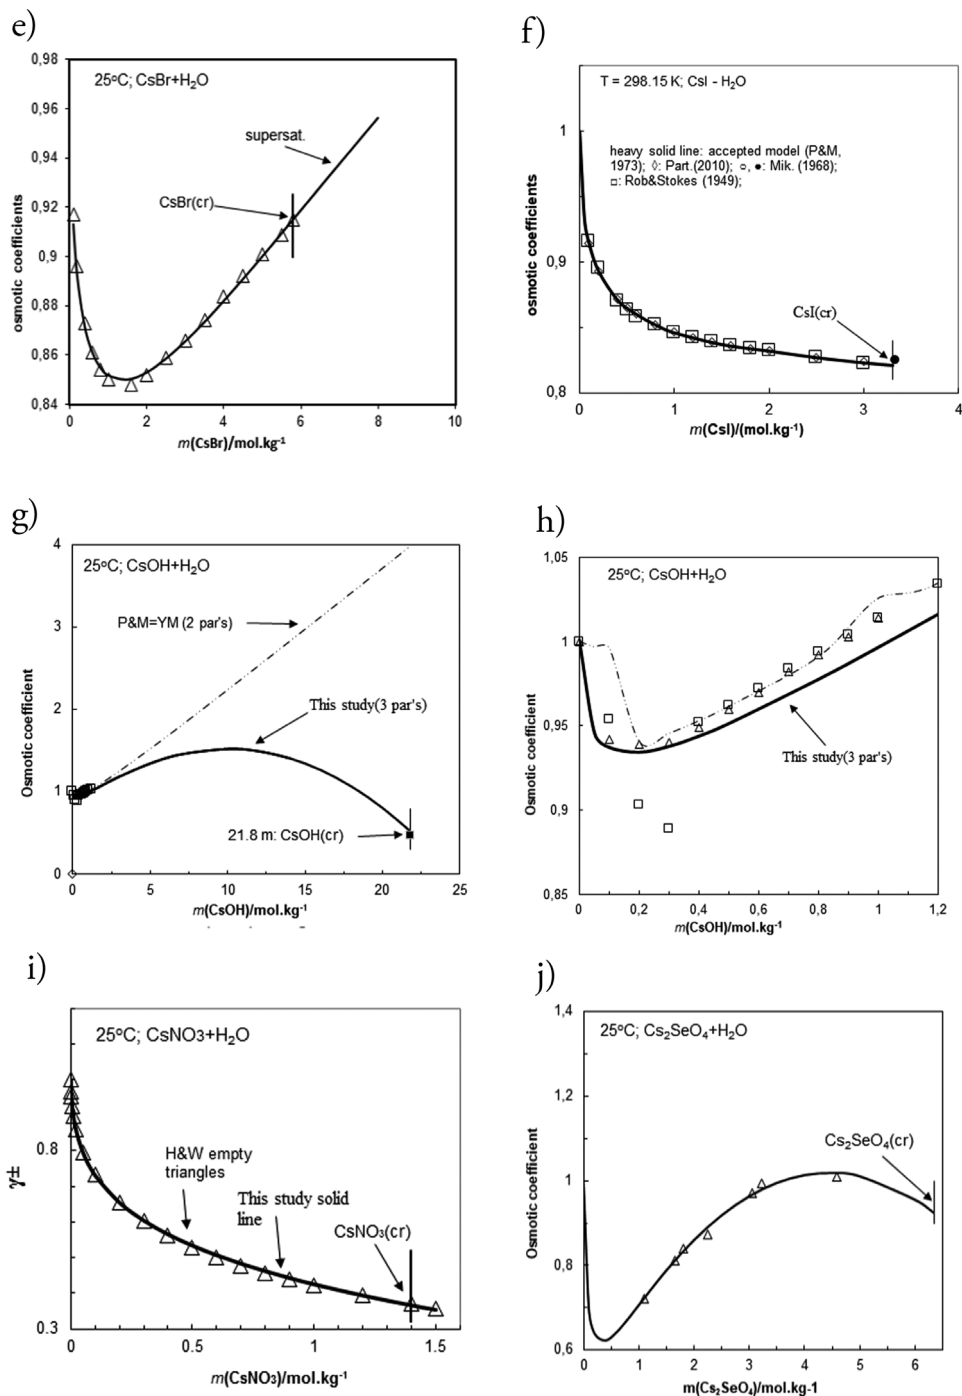 e)
25ºC; CsBr+H2O
0,98
0,96
0,94
0,92
0,9
0,88
0,86
0,84
osmotic coefficients
supersat.
CsBr(cr)
0
2
4
6
8
10
m(CsBr)/mol.kg-1
f)
T = 298.15 K; CsI - H2O
heavy solid line: accepted model (P&M,
1973); ◊: Part.(2010); ○, ●: Mik. (1968);
□: Rob&Stokes (1949);
1
0,9
0,8
osmotic coefficients
CsI(cr)
0
1
2
3
4
m(CsI)/(mol.kg-1)
g)
25ºC; CsOH+H2O
4
3
2
1
0
Osmotic coefficient
P&M=YM (2 par's)
This study(3 par's)
21.8 m: CsOH(cr)
0
5
10
15
20
25
m(CsOH)/mol.kg-1
h)
25ºC; CsOH+H2O
1,05
1
0,95
0,9
0,85
Osmotic coefficient
This study(3 par's)
0
0,2
0,4
0,6
0,8
1
1,2
m(CsOH)/mol.kg-1
i)
25ºC; CsNO3+H2O
0.8
0.3
γ±
H&W empty
triangles
This study solid
line
CsNO3(cr)
0
0.5
1
1.5
m(CsNO3)/mol.kg-1
j)
25ºC; Cs2SeO4+H2O
1,4
1,2
1
0,8
0,6
Osmotic coefficient
Cs2SeO4(cr)
0
1
2
3
4
5
6
m(Cs2SeO4)/mol.kg-1